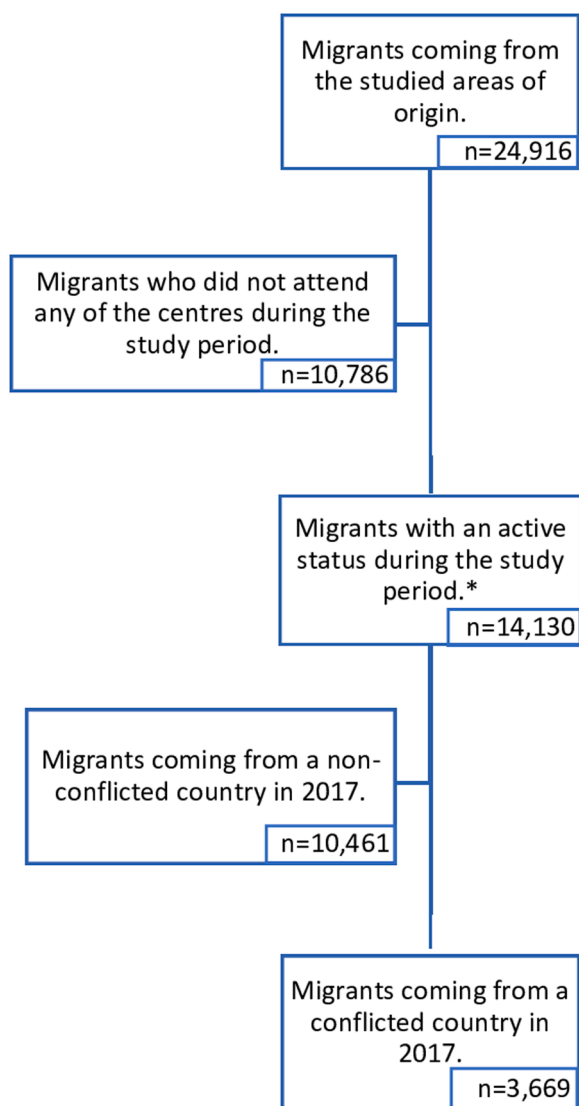 Migrants coming from
the studied areas of
origin.
n=24,916
Migrants who did not attend
any of the centres during the
study period.
n=10,786
Migrants with an active
status during the study
period.*
n=14,130
Migrants coming from a non-
conflicted country in 2017.
n=10,461
Migrants coming from a
conflicted country in
2017.
n=3,669